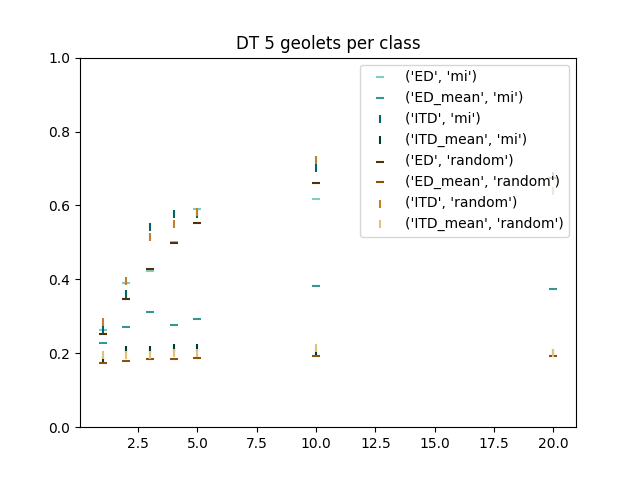 DT 5 geolets per class
1.0
0.8
0.6
0.4
0.2
0.0
2.5 5.0 7.5 10.0 12.5 15.0 17.5 20.0
('ED', 'mi')
('ED_mean', 'mi')
('ITD', 'mi')
('ITD_mean', 'mi')
('ED', 'random')
('ED_mean', 'random')
('ITD', 'random')
('ITD_mean', 'random')